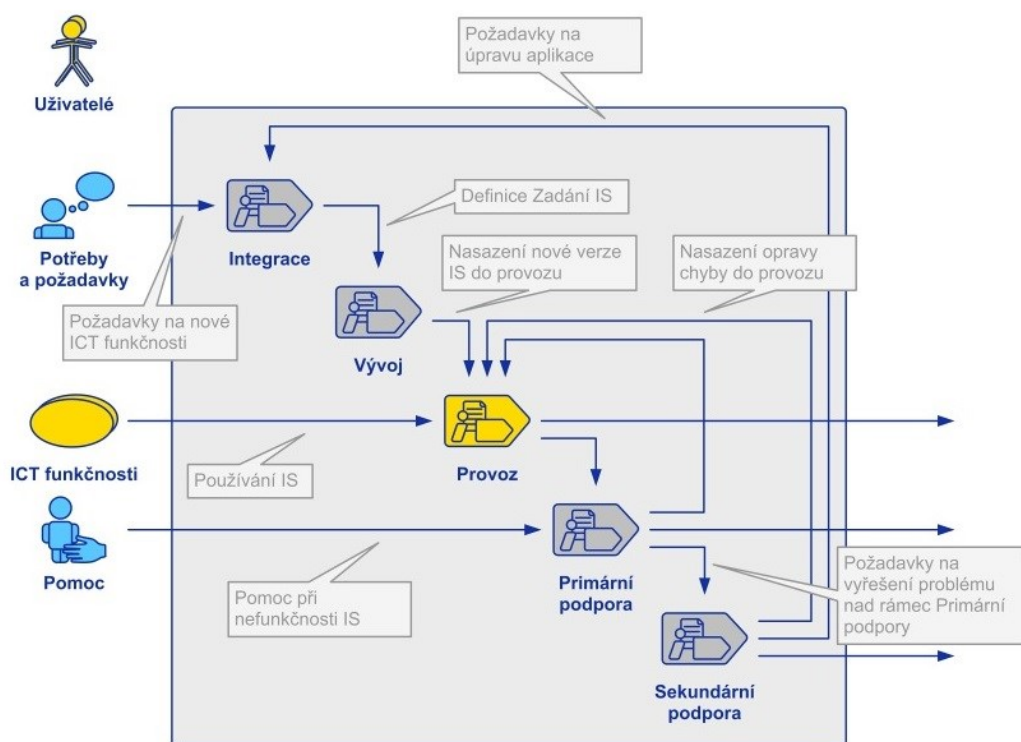 Požadavky na
úpravu aplikace
Uživatelé
Definice Zadání IS
Potřeby
a požadavky
Integrace
Nasazení nové verze
IS do provozu
Nasazení opravy
chyby do provozu
Požadavky na nové
ICT funkčnosti
Vývoj
ICT funkčnosti
Používání IS
Provoz
Pomoc
Pomoc při
nefunkčnosti IS
Primární
podpora
Požadavky na
vyřešení problému
nad rámec Primární
podpory
Sekundární
podpora